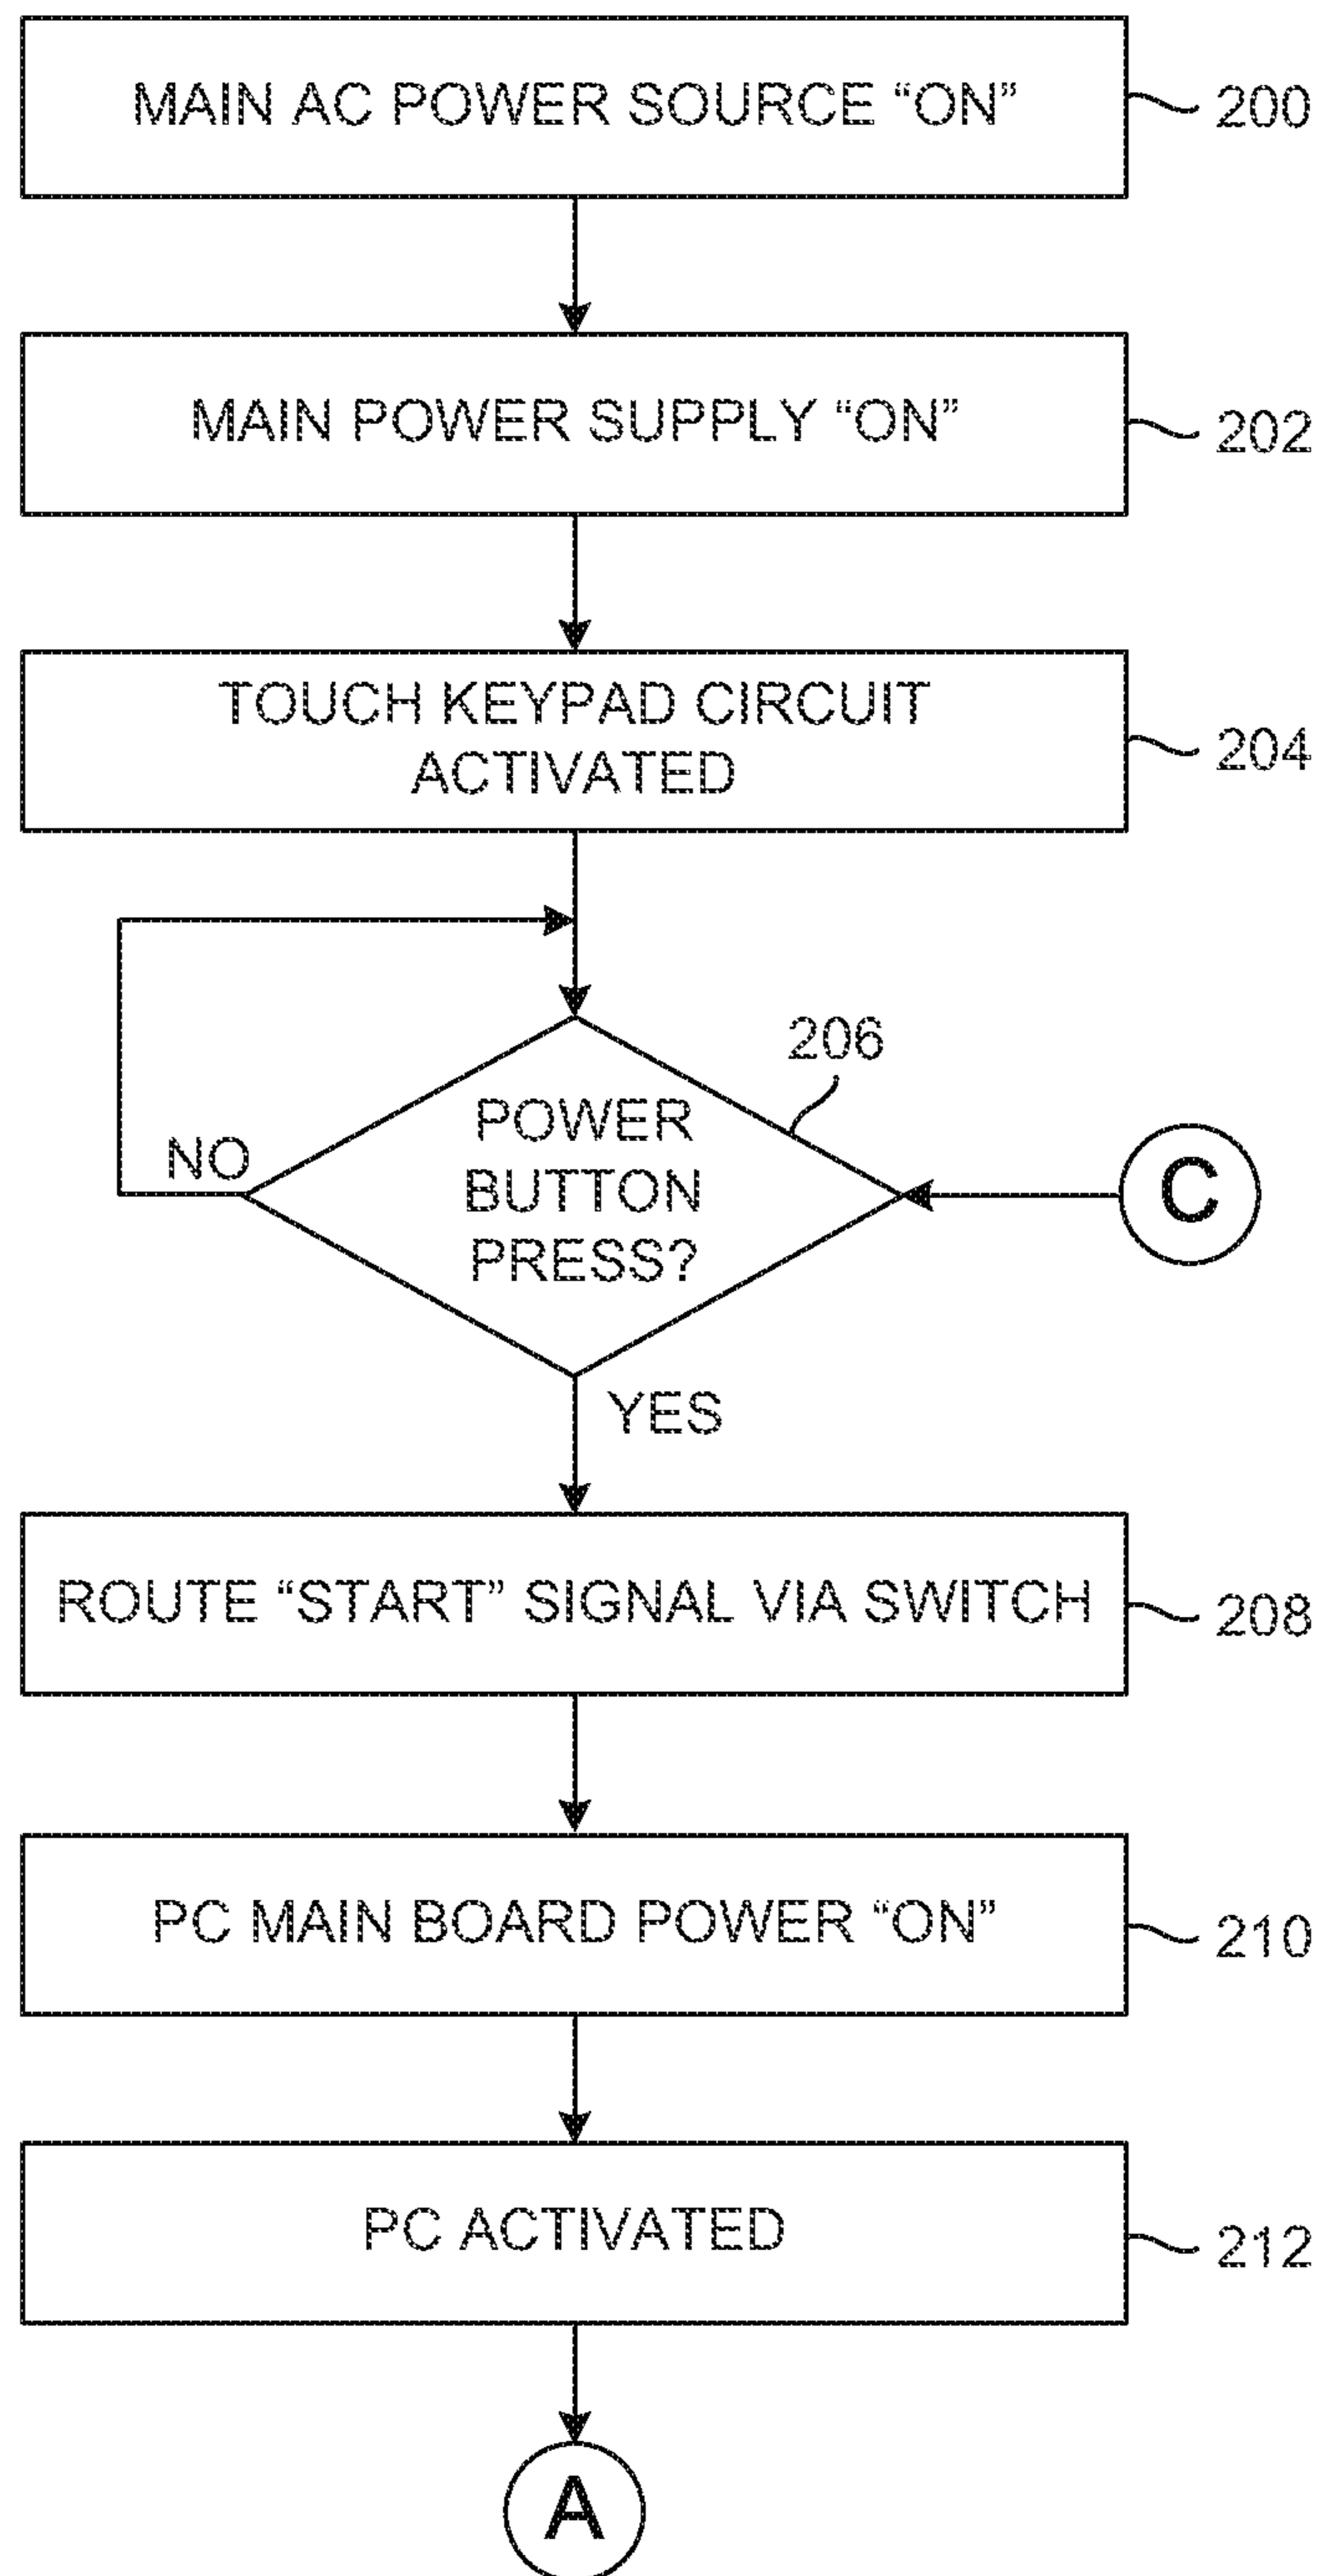 MAIN AC POWER SOURCE “ON”
200
MAIN POWER SUPPLY “ON”
202
TOUCH KEYPAD CIRCUIT
ACTIVATED
204
206
POWER
BUTTON
PRESS?
NO
C
YES
ROUTE “START” SIGNAL VIA SWITCH
208
PC MAIN BOARD POWER “ON”
210
PC ACTIVATED
212
A